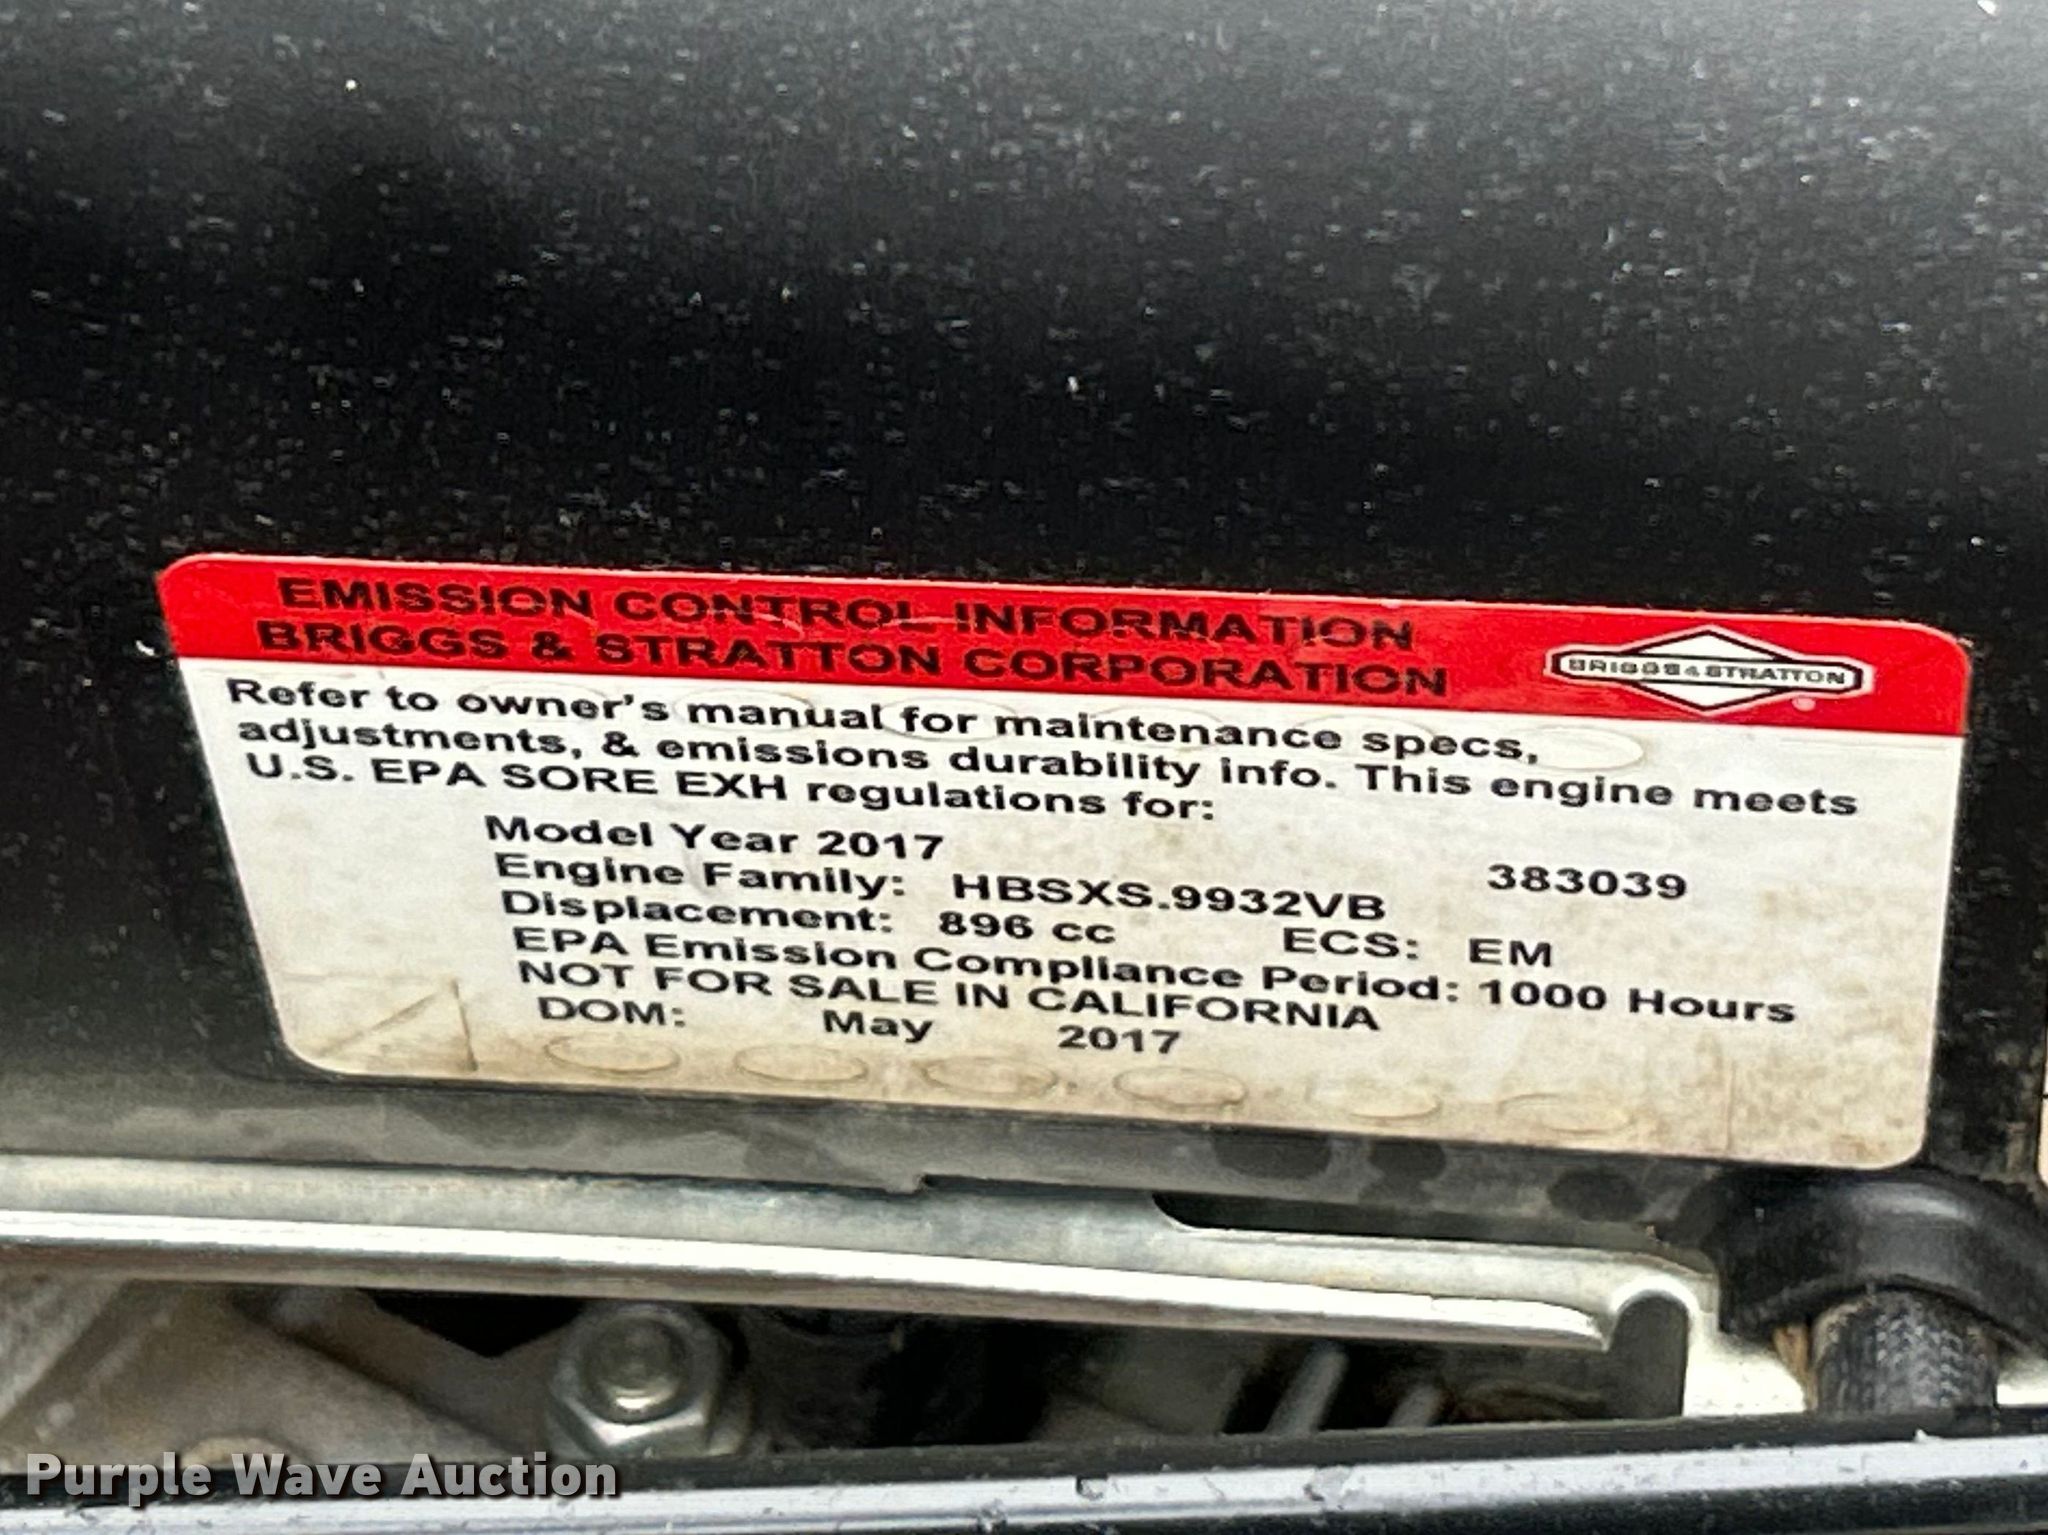 EMISSION CONTROL INFORMATION
BRIGGS & STRATTON CORPORATION
BRIGGS & STRATTON
®
Refer to owner's manual for maintenance specs,
adjustments, & emissions durability info. This engine meets
U.S. EPA SORE EXH regulations for:
Model Year 2017
383039
Engine Family: HBSXS.9932VB
Displacement: 896 cc ECS: EM
EPA Emission Compliance Period: 1000 Hours
NOT FOR SALE IN CALIFORNIA
DOM: May 2017
Purple Wave Auction